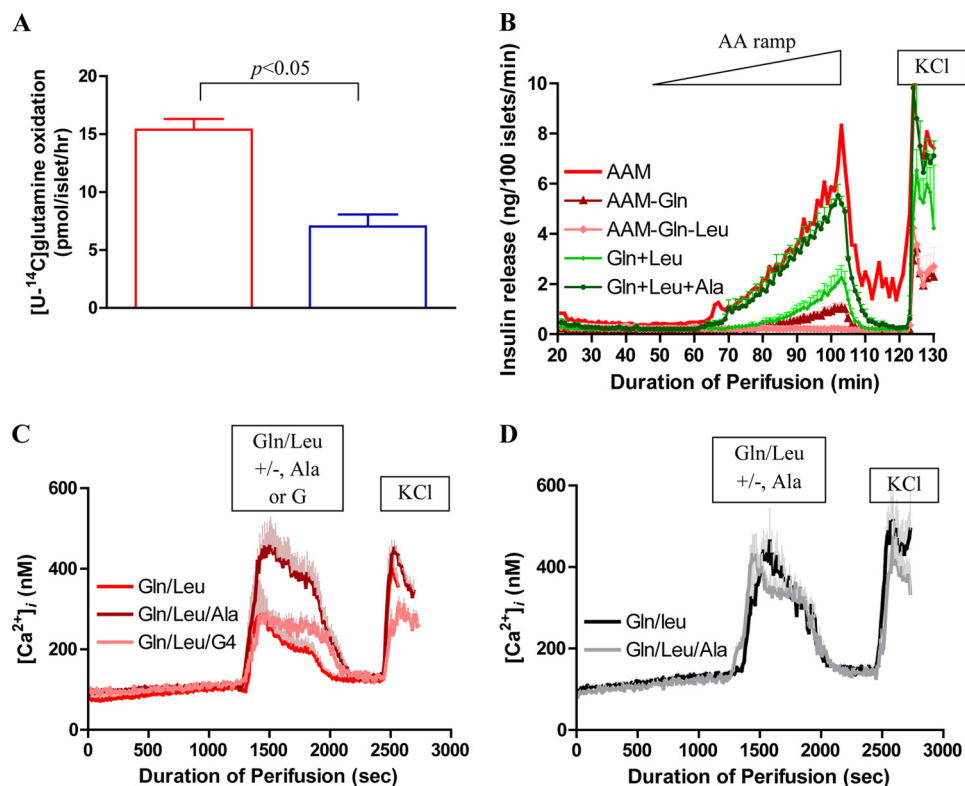 A
p<0.05
[U-¹⁴C]glutamine oxidation
(pmol/islet/hr)
20
15
10
5
0
B
AA ramp
KCl
Insulin release (ng/100 islets/min)
10
8
6
4
2
0
AAM
AAM-Gln
AAM-Gln-Leu
Gln+Leu
Gln+Leu+Ala
20 30 40 50 60 70 80 90 100 110 120 130
Duration of Perifusion (min)
C
Gln/Leu
+/-, Ala
or G
KCl
[Ca²⁺]i (nM)
600
400
200
0
Gln/Leu
Gln/Leu/Ala
Gln/Leu/G4
0 500 1000 1500 2000 2500 3000
Duration of Perifusion (sec)
D
Gln/Leu
+/-, Ala
KCl
[Ca²⁺]i (nM)
600
400
200
0
Gln/leu
Gln/Leu/Ala
0 500 1000 1500 2000 2500 3000
Duration of Perifusion (sec)